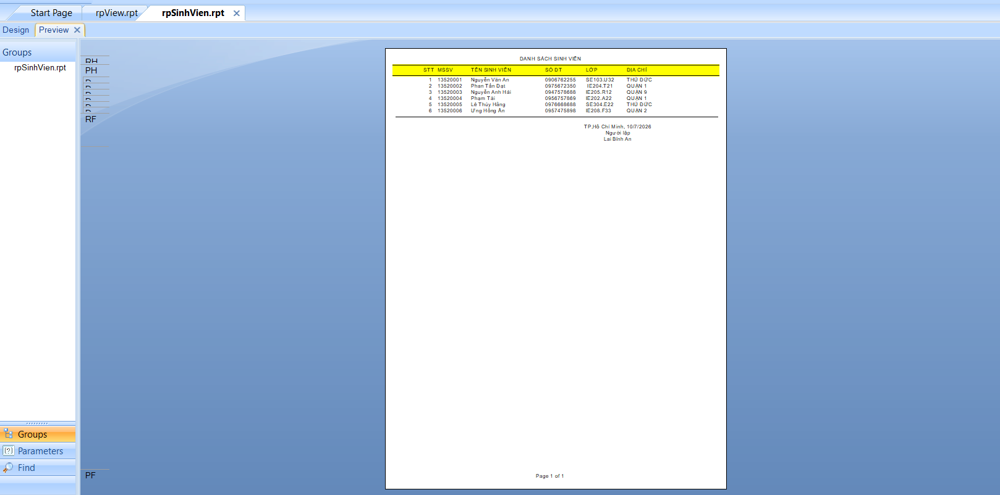 Start Page rpView.rpt rpSinhVien.rpt
Design Preview
Groups
rpSinhVien.rpt
RH
PH
D
D
D
D
D
D
RF
DANH SÁCH SINH VIÊN
STT MSSV TÊN SINH VIÊN SỐ ĐT LỚP ĐỊA CHỈ
1 13520001 Nguyễn Văn An 0906762255 SE103.U32 THỦ ĐỨC
2 13520002 Phan Tấn Đạt 0975672350 IE204.T21 QUẬN 1
3 13520003 Nguyễn Anh Hải 0947578688 IE205.R12 QUẬN 9
4 13520004 Phạm Tài 0956757869 IE202.A22 QUẬN 1
5 13520005 Lê Thúy Hằng 0976668688 SE304.E22 THỦ ĐỨC
6 13520006 Ưng Hồng Ân 0957475898 IE208.F33 QUẬN 2
TP,Hồ Chí Minh, 10/7/2026
Người lập
Lai Bính An
Groups
Parameters
Find
PF
Page 1 of 1